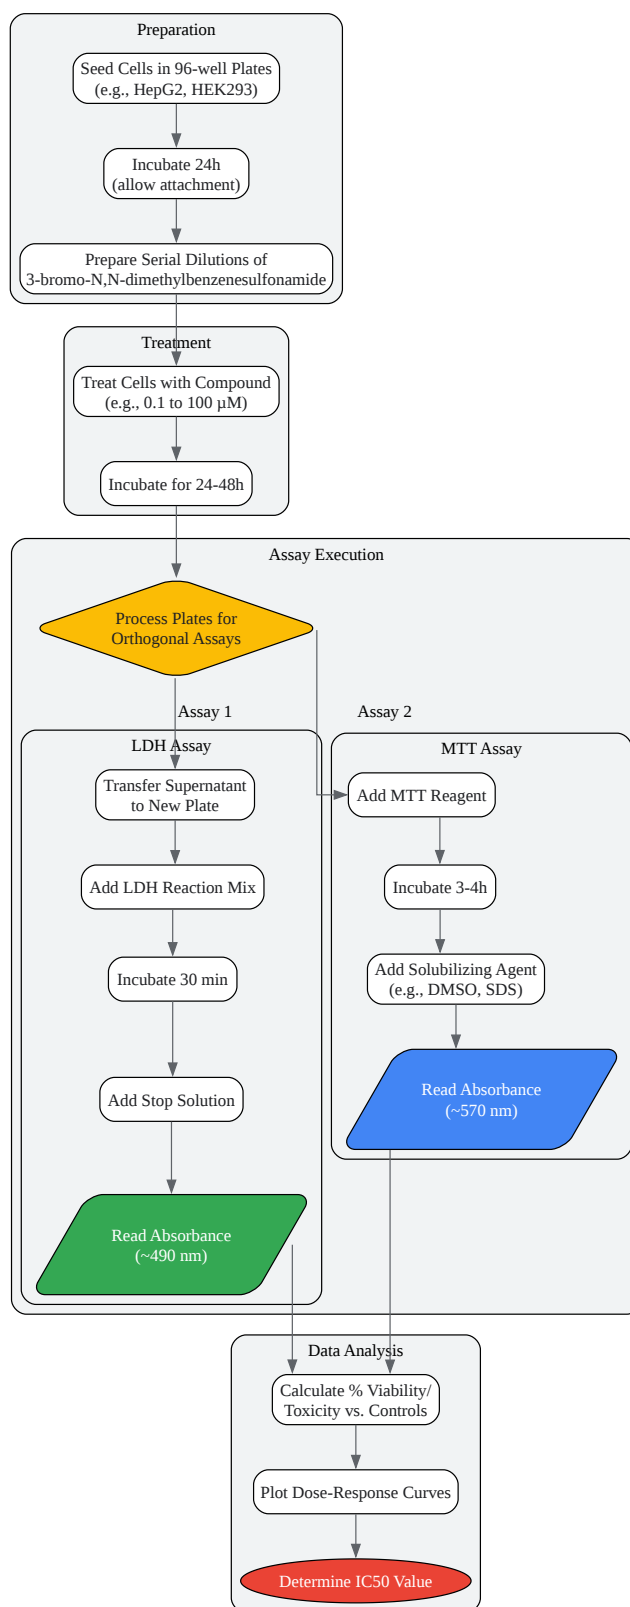 Preparation
Seed Cells in 96-well Plates
(e.g., HepG2, HEK293)
Incubate 24h
(allow attachment)
Prepare Serial Dilutions of
3-bromo-N,N-dimethylbenzenesulfonamide
Treatment
Treat Cells with Compound
(e.g., 0.1 to 100 µM)
Incubate for 24-48h
Assay Execution
Process Plates for
Orthogonal Assays
Assay 1
LDH Assay
Transfer Supernatant
to New Plate
Add LDH Reaction Mix
Incubate 30 min
Add Stop Solution
Read Absorbance
(~490 nm)
Assay 2
MTT Assay
Add MTT Reagent
Incubate 3-4h
Add Solubilizing Agent
(e.g., DMSO, SDS)
Read Absorbance
(~570 nm)
Data Analysis
Calculate % Viability/
Toxicity vs. Controls
Plot Dose-Response Curves
Determine IC50 Value